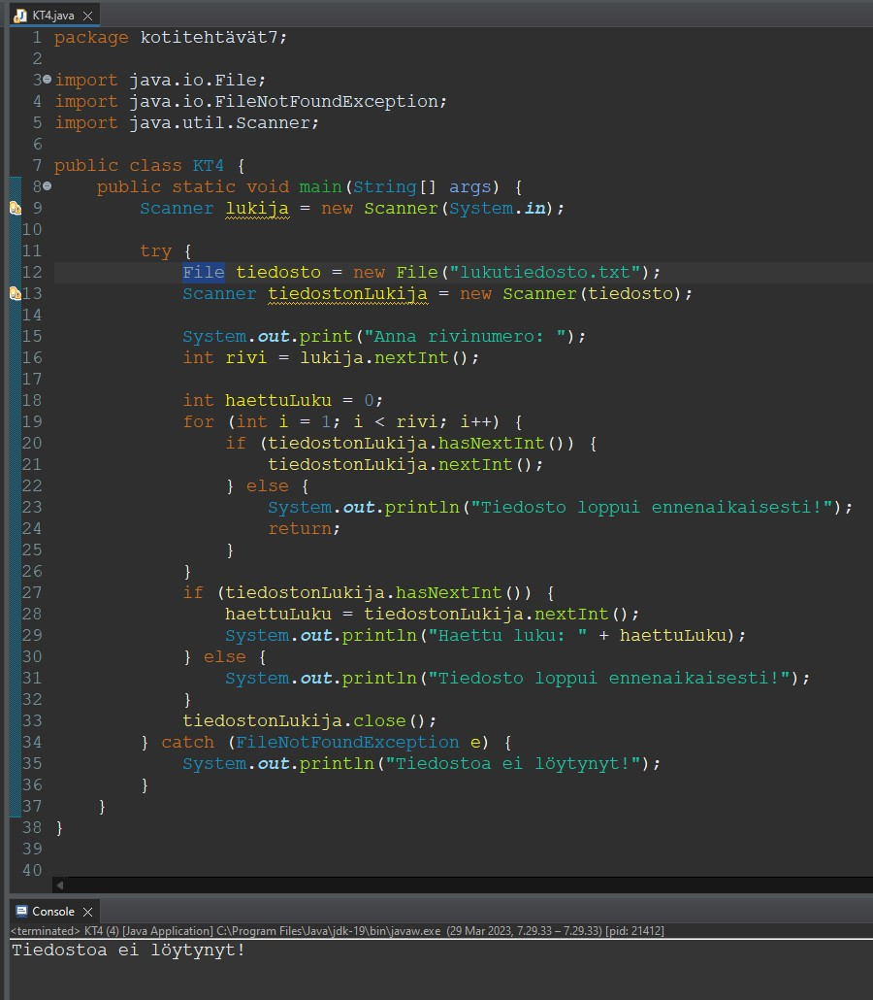 KT4.java
1 package kotitehtävät7;
2
3 import java.io.File;
4 import java.io.FileNotFoundException;
5 import java.util.Scanner;
6
7 public class KT4 {
8     public static void main(String[] args) {
9         Scanner lukija = new Scanner(System.in);
10
11         try {
12             File tiedosto = new File("lukutiedosto.txt");
13             Scanner tiedostonLukija = new Scanner(tiedosto);
14
15             System.out.print("Anna rivinumero: ");
16             int rivi = lukija.nextInt();
17
18             int haettuLuku = 0;
19             for (int i = 1; i < rivi; i++) {
20                 if (tiedostonLukija.hasNextInt()) {
21                     tiedostonLukija.nextInt();
22                 } else {
23                     System.out.println("Tiedosto loppui ennenaikaisesti!");
24                     return;
25                 }
26             }
27             if (tiedostonLukija.hasNextInt()) {
28                 haettuLuku = tiedostonLukija.nextInt();
29                 System.out.println("Haettu luku: " + haettuLuku);
30             } else {
31                 System.out.println("Tiedosto loppui ennenaikaisesti!");
32             }
33             tiedostonLukija.close();
34         } catch (FileNotFoundException e) {
35             System.out.println("Tiedostoa ei löytynyt!");
36         }
37     }
38 }
39
40
Console
<terminated> KT4 (4) [Java Application] C:\Program Files\Java\jdk-19\bin\javaw.exe (29 Mar 2023, 7.29.33 – 7.29.33) [pid: 21412]
Tiedostoa ei löytynyt!